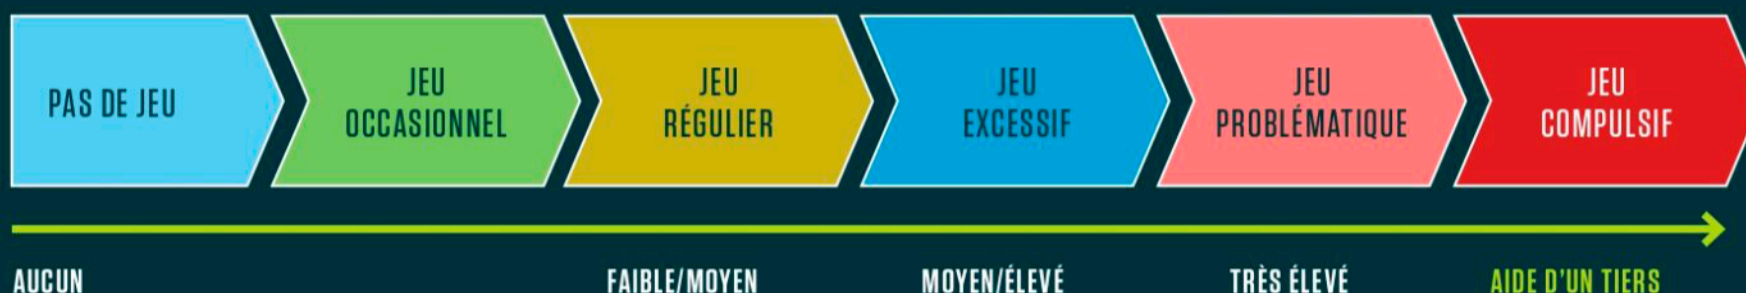 PAS DE JEU
JEU
OCCASIONNEL
JEU
RÉGULIER
JEU
EXCESSIF
JEU
PROBLÉMATIQUE
JEU
COMPULSIF
AUCUN
FAIBLE/MOYEN
MOYEN/ÉLEVÉ
TRÈS ÉLEVÉ
AIDE D'UN TIERS